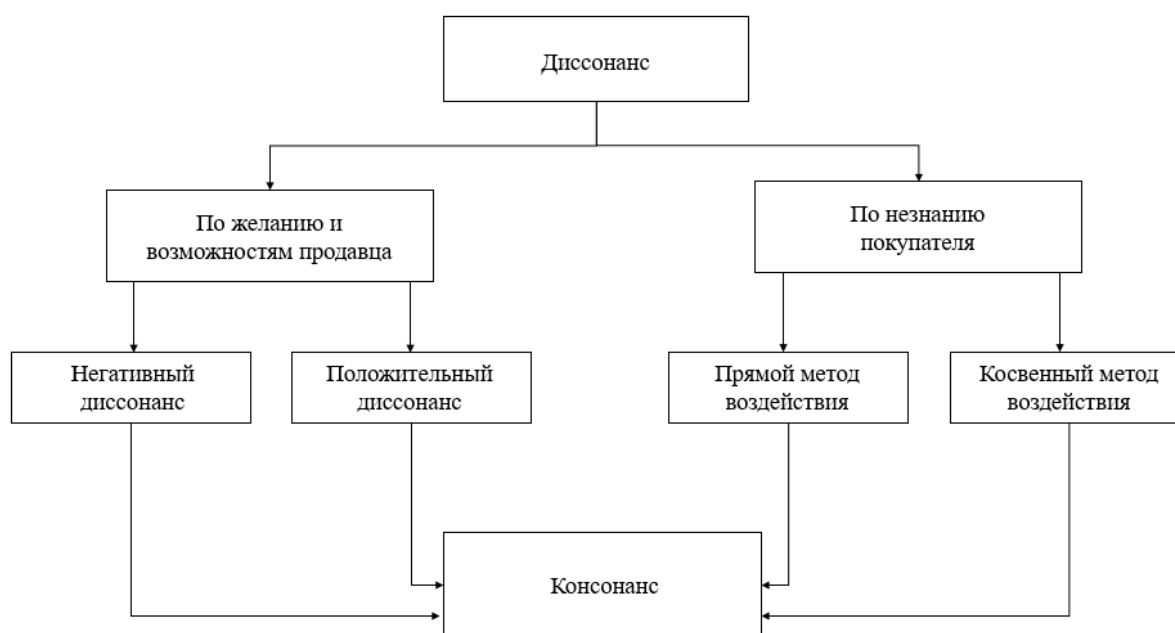 Диссонанс
По желанию и
возможностям продавца
По незнанию
покупателя
Негативный
диссонанс
Положительный
диссонанс
Прямой метод
воздействия
Косвенный метод
воздействия
Консонанс